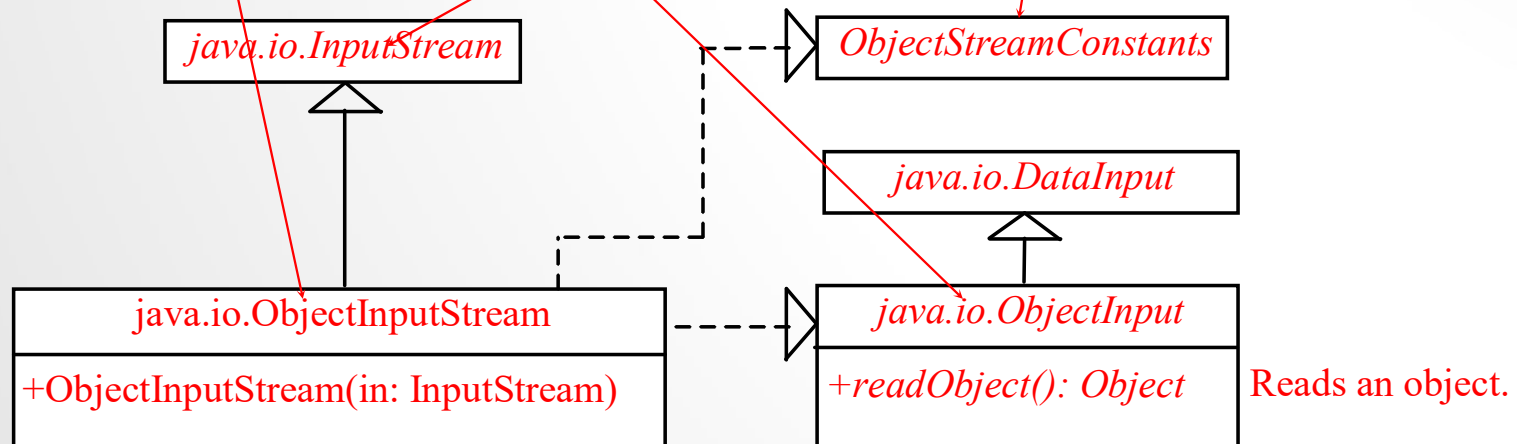 java.io.InputStream
ObjectStreamConstants
java.io.DataInput
java.io.ObjectInputStream
java.io.ObjectInput
+ObjectInputStream(in: InputStream)
+readObject(): Object
Reads an object.